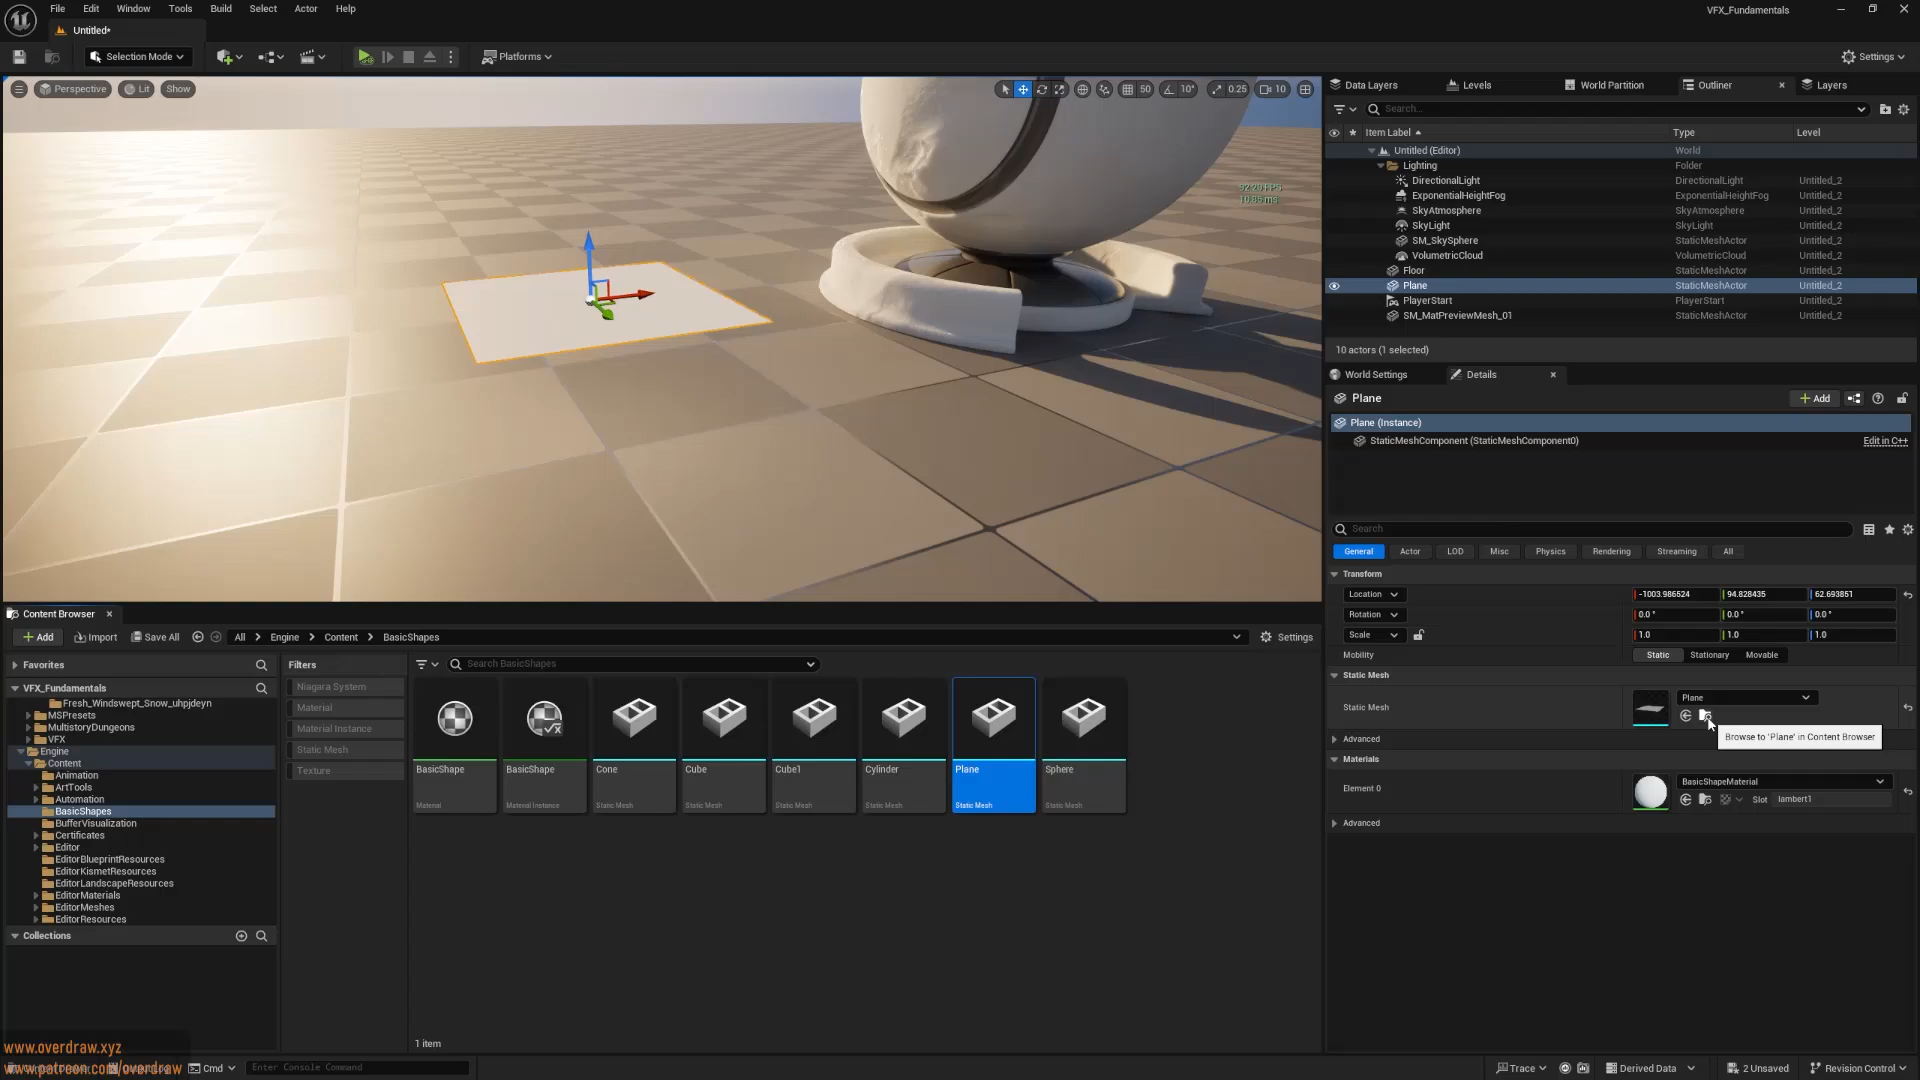 File Edit Window Tools Build Select Actor Help
VFX_Fundamentals
Untitled*
Selection Mode
Platforms
Settings
Perspective Lit Show
50 10° 0.25 10
10.85 ms
Data Layers Levels World Partition Outliner Layers
Search...
Item Label Type Level
Untitled (Editor) World
Lighting Folder
DirectionalLight DirectionalLight Untitled_2
ExponentialHeightFog ExponentialHeightFog Untitled_2
SkyAtmosphere SkyAtmosphere Untitled_2
SkyLight SkyLight Untitled_2
SM_SkySphere StaticMeshActor Untitled_2
VolumetricCloud VolumetricCloud Untitled_2
Floor StaticMeshActor Untitled_2
Plane StaticMeshActor Untitled_2
PlayerStart PlayerStart Untitled_2
SM_MatPreviewMesh_01 StaticMeshActor Untitled_2
10 actors (1 selected)
World Settings Details
Plane
Add
Plane (Instance)
StaticMeshComponent (StaticMeshComponent0) Edit in C++
Search
General Actor LOD Misc Physics Rendering Streaming All
Transform
Location -1003.986524 94.828435 62.693851
Rotation 0.0 ° 0.0 ° 0.0 °
Scale 1.0 1.0 1.0
Mobility Static Stationary Movable
Static Mesh
Static Mesh Plane
Browse to 'Plane' in Content Browser
Advanced
Materials
Element 0 BasicShapeMaterial
Slot lambert1
Advanced
Content Browser
Add Import Save All All Engine Content BasicShapes Settings
Favorites
VFX_Fundamentals
Fresh_Windswept_Snow_uhpjdeyn
MSPresets
MultistoryDungeons
VFX
Engine
Content
Animation
ArtTools
Automation
BasicShapes
BufferVisualization
Certificates
Editor
EditorBlueprintResources
EditorKismetResources
EditorLandscapeResources
EditorMaterials
EditorMeshes
EditorResources
Collections
Filters
Niagara System
Material
Material Instance
Static Mesh
Texture
Search BasicShapes
BasicShape BasicShape Cone Cube Cube1 Cylinder Plane Sphere
Material Material Instance Static Mesh Static Mesh Static Mesh Static Mesh Static Mesh Static Mesh
1 item
www.overdraw.xyz
www.patreon.com/overdraw
Cmd Enter Console Command
Trace Derived Data 2 Unsaved Revision Control